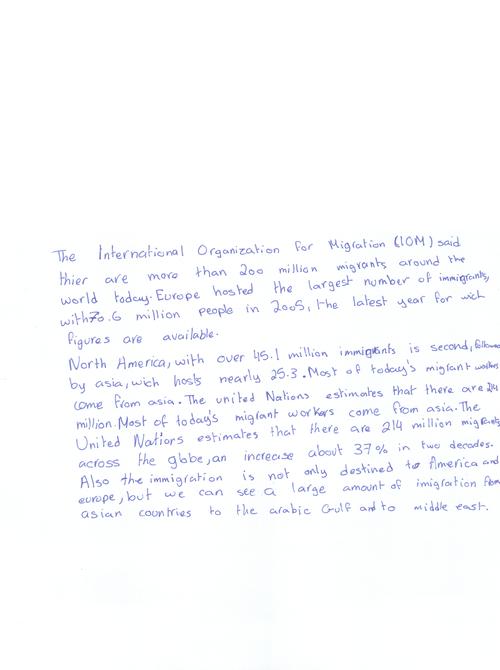 The International Organization for Migration (IOM) said
thier are more than 200 million migrants around the
world today. Europe hosted the largest number of immigrants,
with 70.6 million people in 2005, the latest year for wich
figures are available.
North America, with over 45.1 million immigrants is second, followed
by asia, wich hosts nearly 25.3. Most of today's migrant workers
come from asia. The united Nations estimates that there are 214
million. Most of today's migrant workers come from asia. The
United Nations estimates that there are 214 million migrants
across the globe, an increase about 37% in two decades.
Also the immigration is not only destined to America and
europe, but we can see a large amount of imigration from
asian countries to the arabic Gulf and to middle east.